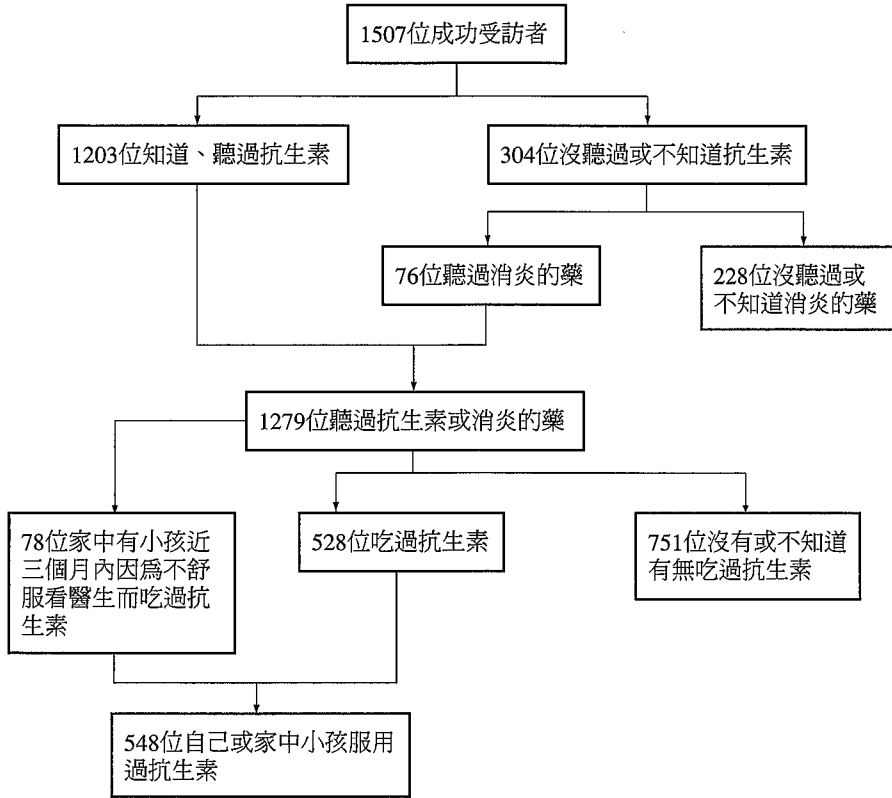 1507位成功受訪者
1203位知道、聽過抗生素
304位沒聽過或不知道抗生素
76位聽過消炎的藥
228位沒聽過或
不知道消炎的藥
1279位聽過抗生素或消炎的藥
78位家中有小孩近
三個月內因爲不舒
服看醫生而吃過抗
生素
528位吃過抗生素
751位沒有或不知道
有無吃過抗生素
548位自己或家中小孩服用
過抗生素